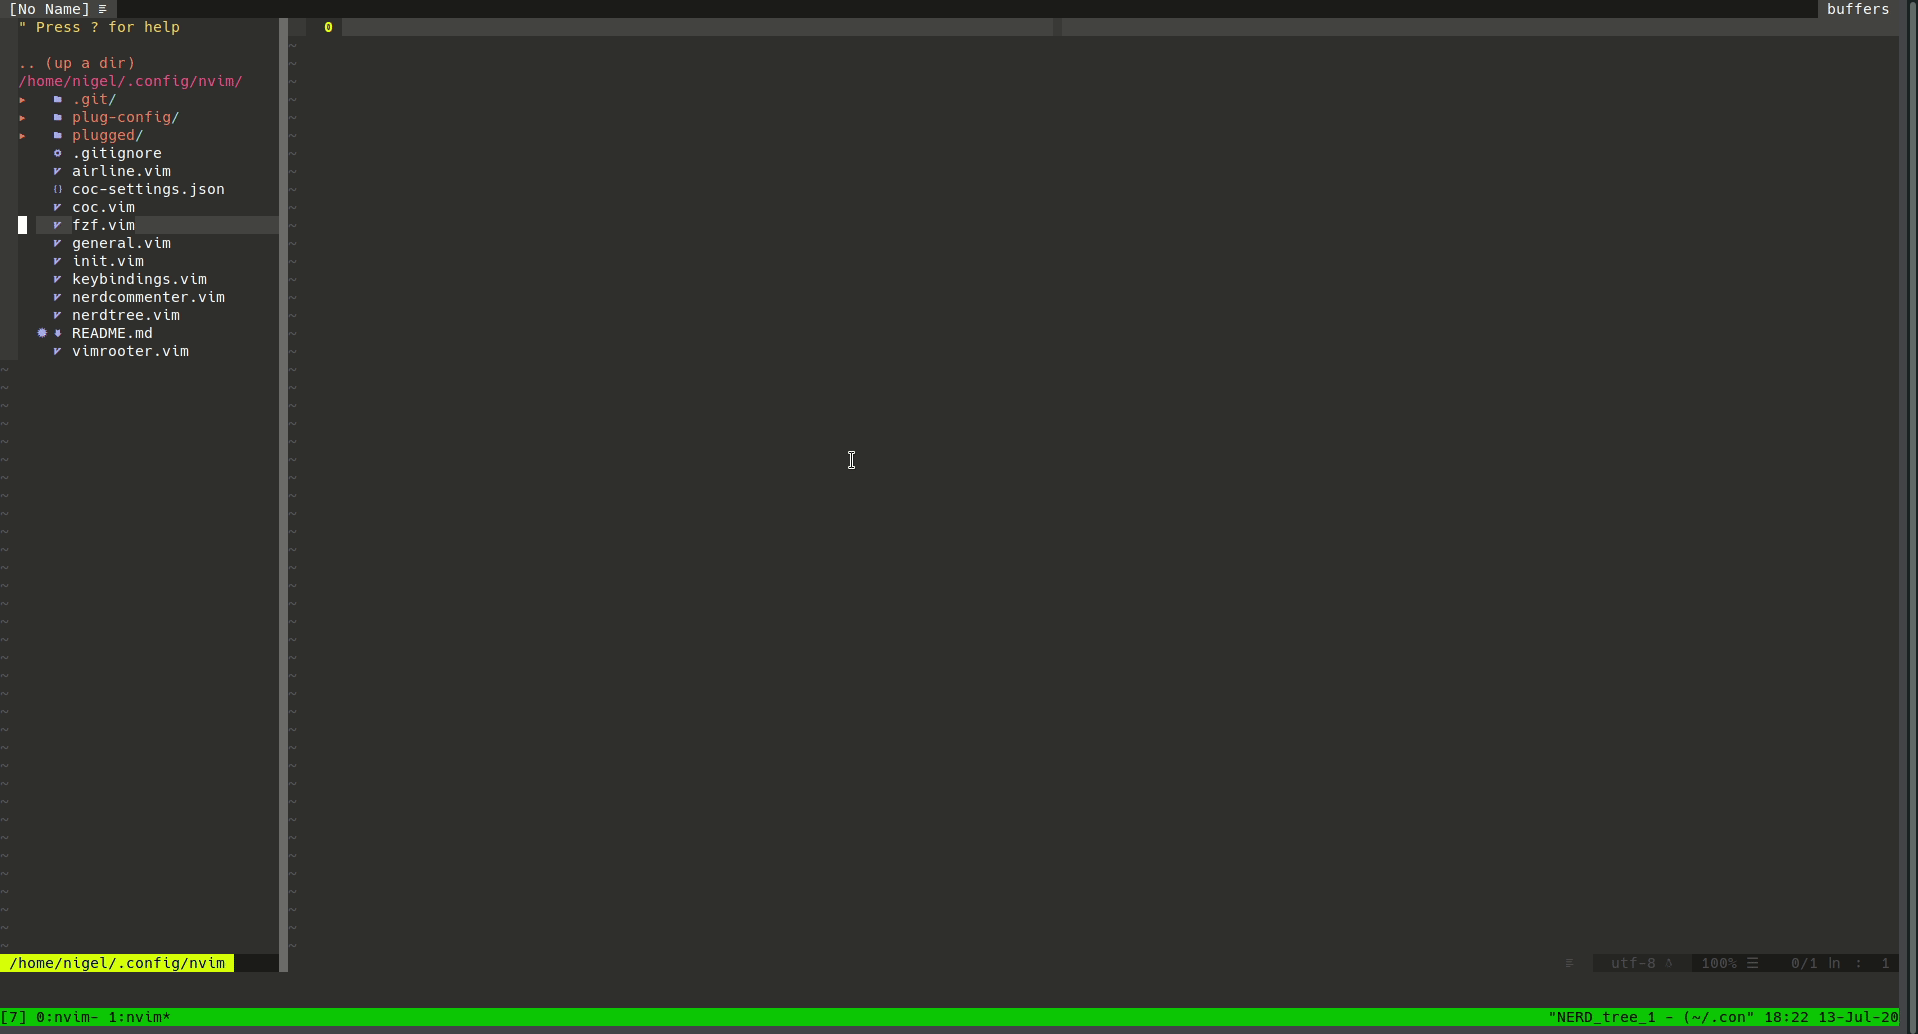 [No Name]
buffers
" Press ? for help
0
.. (up a dir)
/home/nigel/.config/nvim/
▸ .git/
▸ plug-config/
▸ plugged/
.gitignore
airline.vim
{} coc-settings.json
coc.vim
fzf.vim
general.vim
init.vim
keybindings.vim
nerdcommenter.vim
nerdtree.vim
README.md
vimrooter.vim
/home/nigel/.config/nvim
utf-8 100% ☰ 0/1 ln : 1
[7] 0:nvim- 1:nvim*
"NERD_tree_1 - (~/.con" 18:22 13-Jul-20